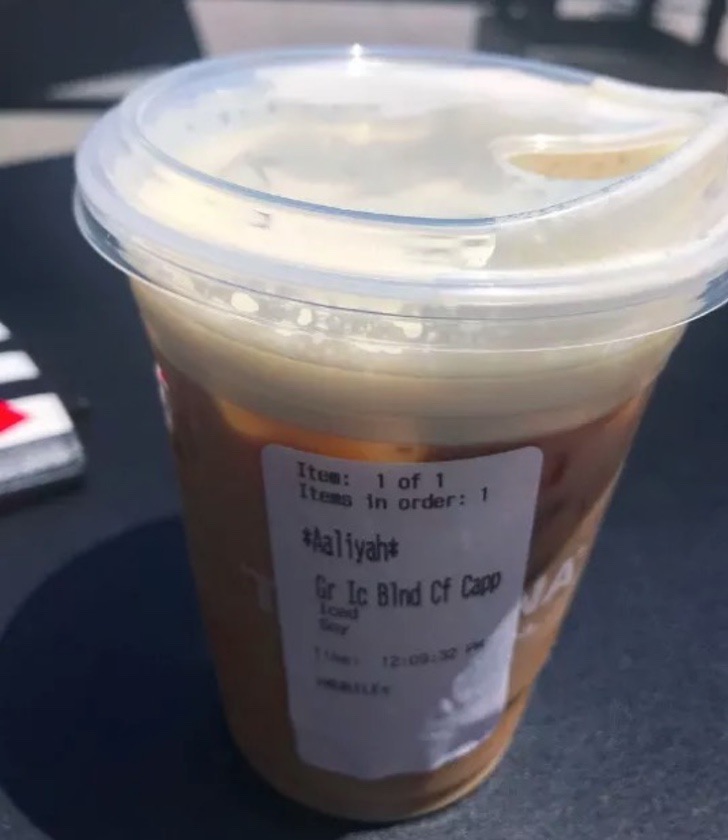 Item: 1 of 1
Items in order: 1
*Aaliyah*
Gr Ic Blnd Cf Capp
Iced
Soy
Time: 12:09:32 PM